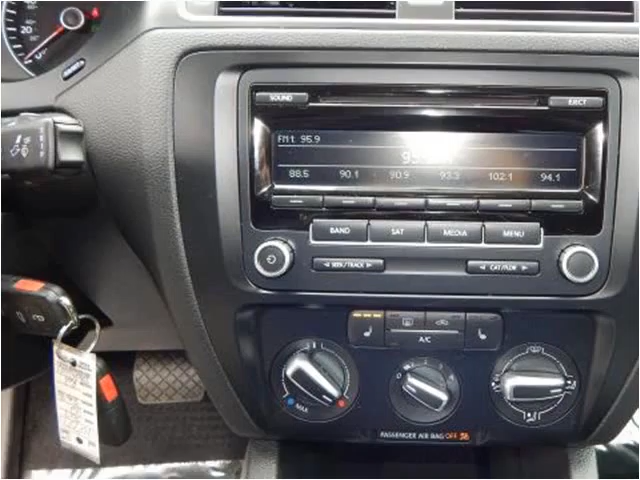 20
SOUND
EJECT
FM1: 95.9
88.5 90.1 90.9 93.3 102.1 94.1
BAND SAT MEDIA MENU
SEEK/TRACK
CAT/FLDR
A/C
MAX
PASSENGER AIR BAG OFF